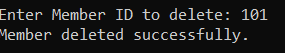 Enter Member ID to delete: 101
Member deleted successfully.